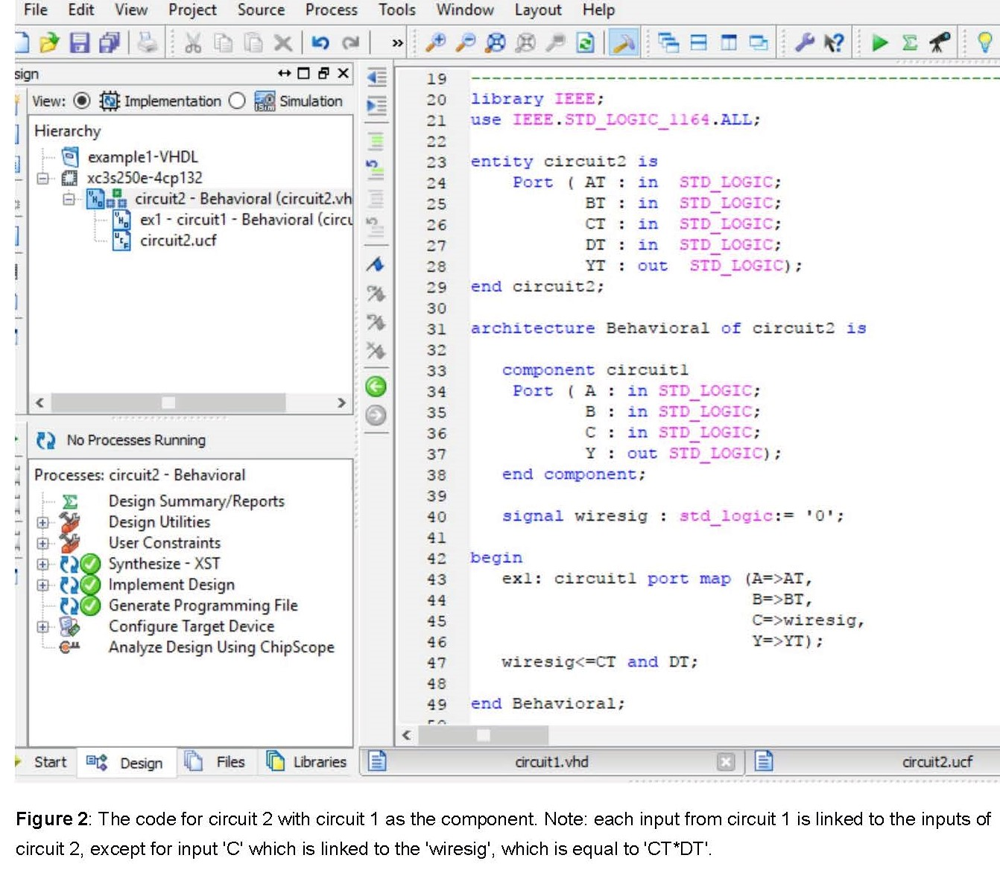 File Edit View Project Source Process Tools Window Layout Help
sign
View: Implementation Simulation
Hierarchy
example1-VHDL
xc3s250e-4cp132
circuit2 - Behavioral (circuit2.vh
ex1 - circuit1 - Behavioral (circu
circuit2.ucf
No Processes Running
Processes: circuit2 - Behavioral
Design Summary/Reports
Design Utilities
User Constraints
Synthesize - XST
Implement Design
Generate Programming File
Configure Target Device
Analyze Design Using ChipScope
Start Design Files Libraries
19 ----------------------------------------------------
20 library IEEE;
21 use IEEE.STD_LOGIC_1164.ALL;
22
23 entity circuit2 is
24 Port ( AT : in STD_LOGIC;
25 BT : in STD_LOGIC;
26 CT : in STD_LOGIC;
27 DT : in STD_LOGIC;
28 YT : out STD_LOGIC);
29 end circuit2;
30
31 architecture Behavioral of circuit2 is
32
33 component circuit1
34 Port ( A : in STD_LOGIC;
35 B : in STD_LOGIC;
36 C : in STD_LOGIC;
37 Y : out STD_LOGIC);
38 end component;
39
40 signal wiresig : std_logic:= '0';
41
42 begin
43 ex1: circuit1 port map (A=>AT,
44 B=>BT,
45 C=>wiresig,
46 Y=>YT);
47 wiresig<=CT and DT;
48
49 end Behavioral;
circuit1.vhd circuit2.ucf
Figure 2: The code for circuit 2 with circuit 1 as the component. Note: each input from circuit 1 is linked to the inputs of
circuit 2, except for input 'C' which is linked to the 'wiresig', which is equal to 'CT*DT'.